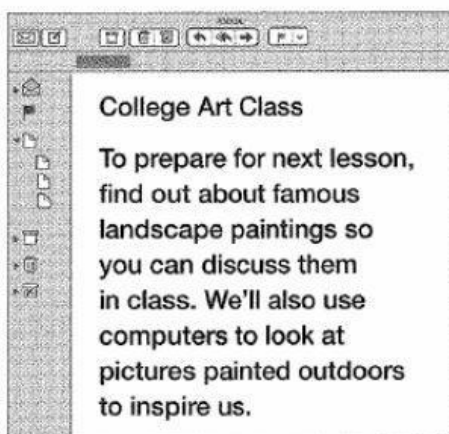 College Art Class
To prepare for next lesson,
find out about famous
landscape paintings so
you can discuss them
in class. We'll also use
computers to look at
pictures painted outdoors
to inspire us.